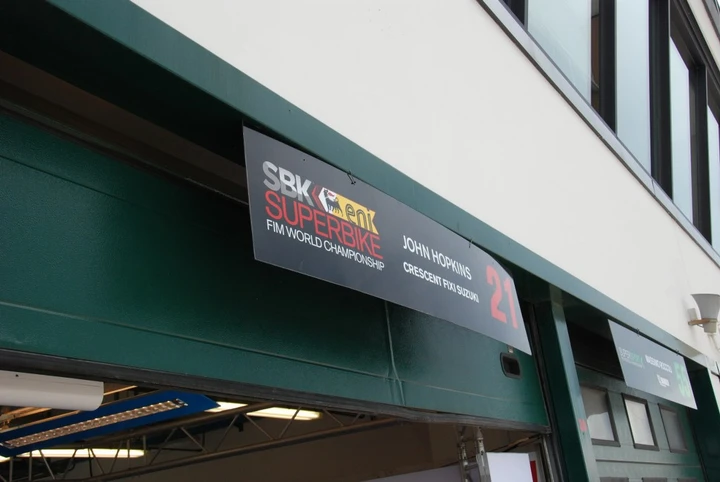 SBK eni
SUPERBIKE
FIM WORLD CHAMPIONSHIP
JOHN HOPKINS
CRESCENT FIXI SUZUKI
21